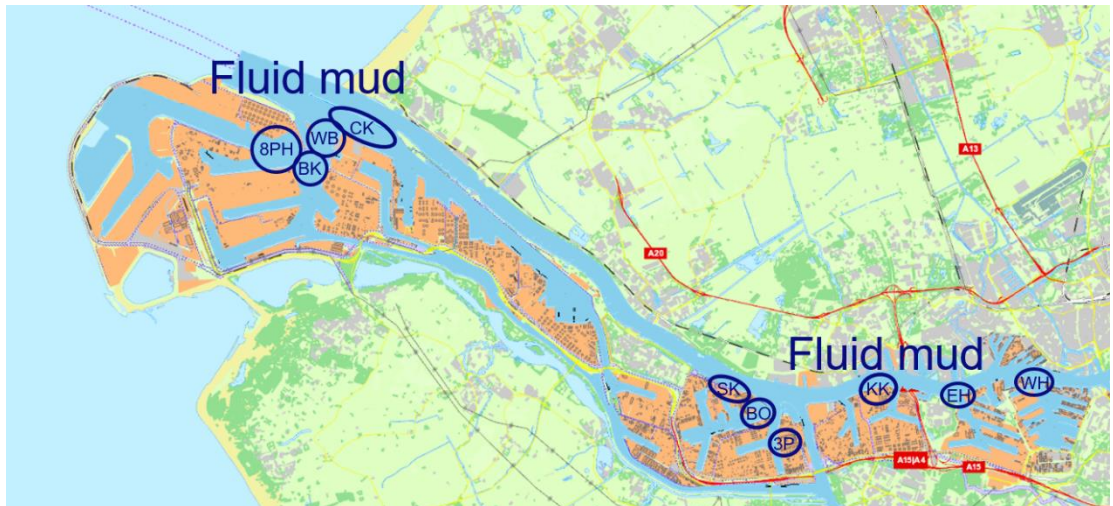 Fluid mud
CK
WB
8PH
BK
A13
A20
Fluid mud
SK
KK
WH
EH
BO
3P
A15|A4
A15